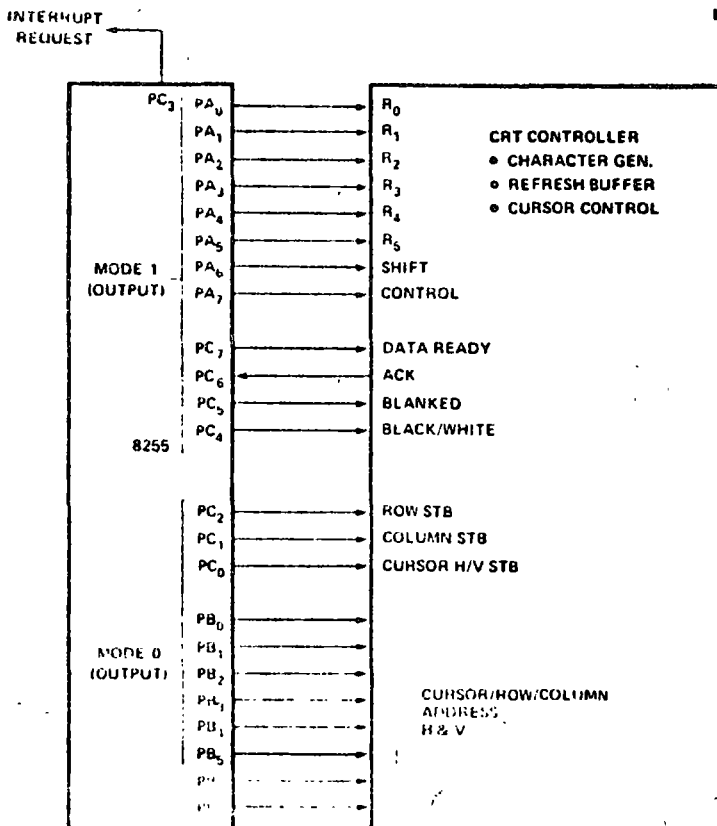 INTERRUPT
REQUEST
PC3 PA0 R0
PA1 R1
PA2 R2
PA3 R3
PA4 R4
PA5 R5
MODE 1
(OUTPUT)
PA6 SHIFT
PA7 CONTROL
CRT CONTROLLER
• CHARACTER GEN.
• REFRESH BUFFER
• CURSOR CONTROL
PC7 DATA READY
PC6 ACK
PC5 BLANKED
PC4 BLACK/WHITE
8255
PC2 ROW STB
PC1 COLUMN STB
PC0 CURSOR H/V STB
MODE 0
(OUTPUT)
PB0
PB1
PB2
PB5
CURSOR/ROW/COLUMN
ADDRESS
H & V